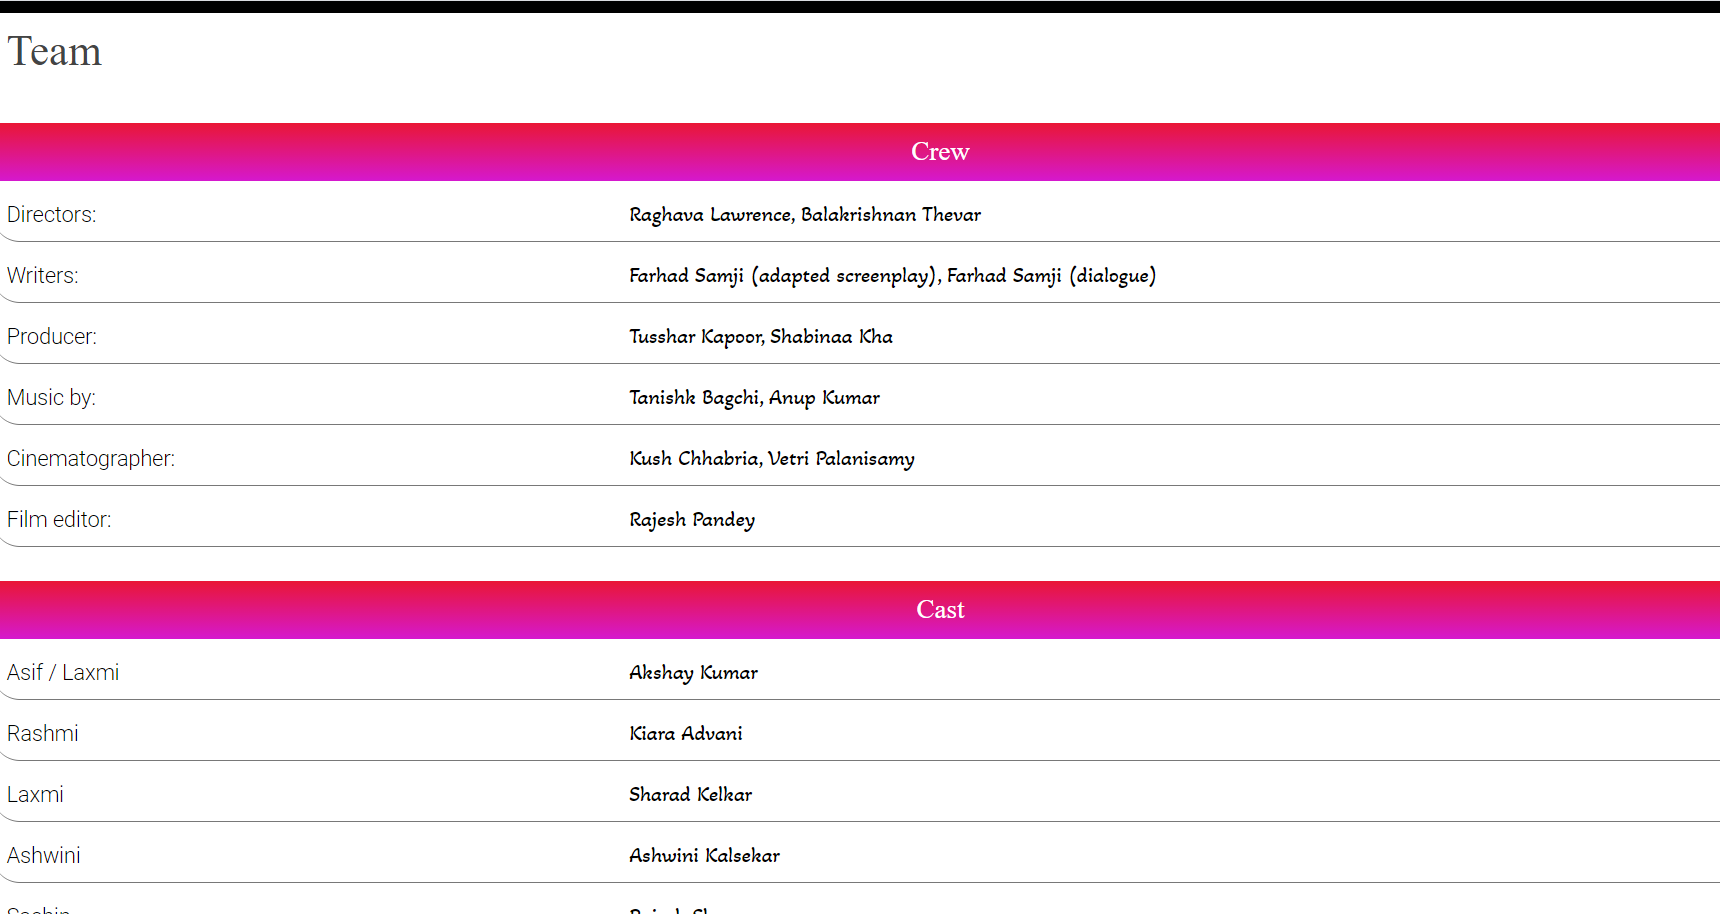 Team
Crew
Directors: Raghava Lawrence, Balakrishnan Thevar
Writers: Farhad Samji (adapted screenplay), Farhad Samji (dialogue)
Producer: Tusshar Kapoor, Shabinaa Kha
Music by: Tanishk Bagchi, Anup Kumar
Cinematographer: Kush Chhabria, Vetri Palanisamy
Film editor: Rajesh Pandey
Cast
Asif / Laxmi Akshay Kumar
Rashmi Kiara Advani
Laxmi Sharad Kelkar
Ashwini Ashwini Kalsekar